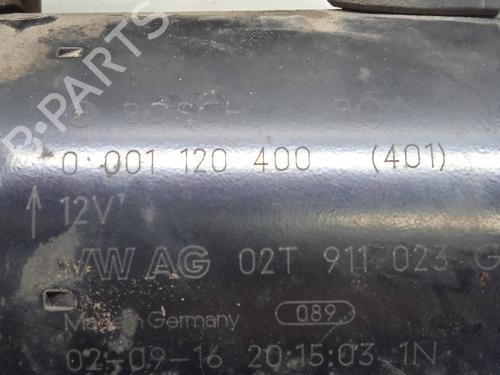 B-PARTS
BOSCH
0 001 120 400 (401)
12V
VW AG 02T 911 023 G
Made in Germany 089
02-09-16 20:15:03 1N